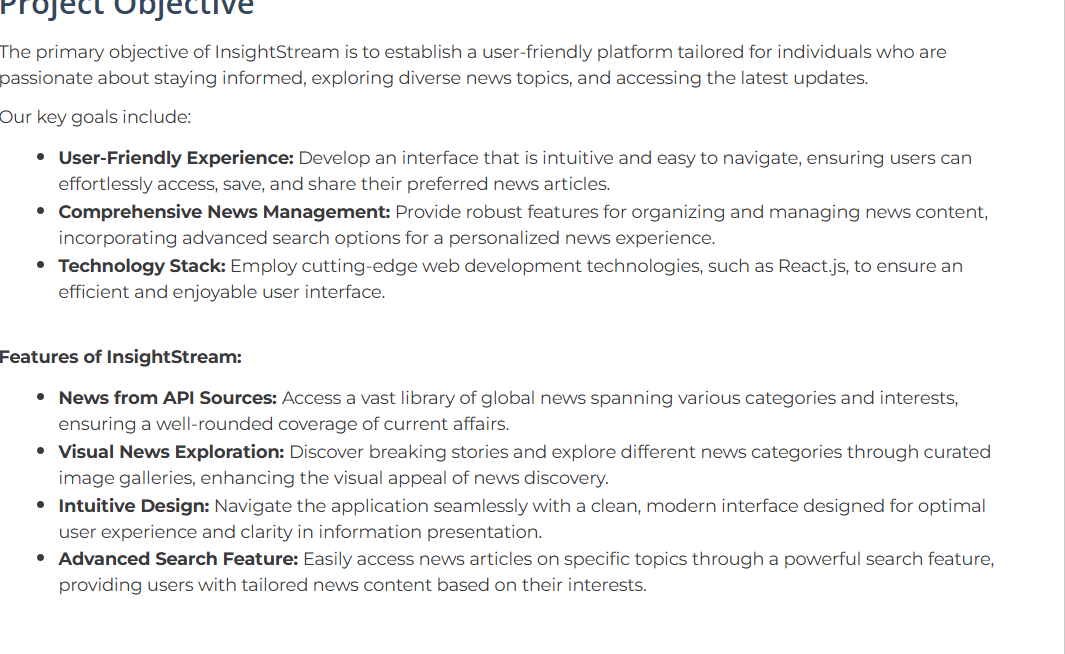 Project Objective
The primary objective of InsightStream is to establish a user-friendly platform tailored for individuals who are
passionate about staying informed, exploring diverse news topics, and accessing the latest updates.
Our key goals include:
• User-Friendly Experience: Develop an interface that is intuitive and easy to navigate, ensuring users can
effortlessly access, save, and share their preferred news articles.
• Comprehensive News Management: Provide robust features for organizing and managing news content,
incorporating advanced search options for a personalized news experience.
• Technology Stack: Employ cutting-edge web development technologies, such as React.js, to ensure an
efficient and enjoyable user interface.
Features of InsightStream:
• News from API Sources: Access a vast library of global news spanning various categories and interests,
ensuring a well-rounded coverage of current affairs.
• Visual News Exploration: Discover breaking stories and explore different news categories through curated
image galleries, enhancing the visual appeal of news discovery.
• Intuitive Design: Navigate the application seamlessly with a clean, modern interface designed for optimal
user experience and clarity in information presentation.
• Advanced Search Feature: Easily access news articles on specific topics through a powerful search feature,
providing users with tailored news content based on their interests.